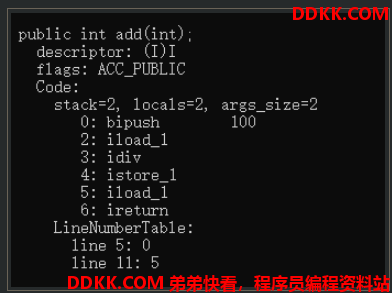 DDKK.COM
public int add(int);
descriptor: (I)I
flags: ACC_PUBLIC
Code:
stack=2, locals=2, args_size=2
0: bipush 100
2: iload_1
3: idiv
4: istore_1
5: iload_1
6: ireturn
LineNumberTable:
line 5: 0
line 11: 5
DDKK.COM 弟弟快看，程序员编程资料站